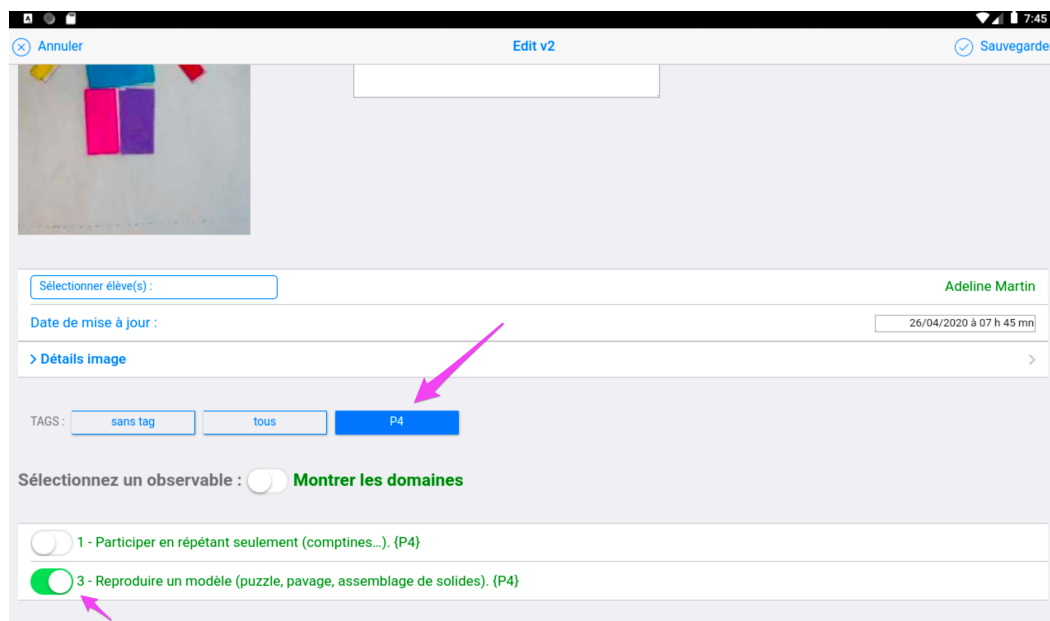 7:45
Annuler Edit v2 Sauvegarde
Sélectionner élève(s) : Adeline Martin
Date de mise à jour : 26/04/2020 à 07 h 45 mn
> Détails image >
TAGS : sans tag tous P4
Sélectionnez un observable : Montrer les domaines
1 - Participer en répétant seulement (comptines...). {P4}
3 - Reproduire un modèle (puzzle, pavage, assemblage de solides). {P4}